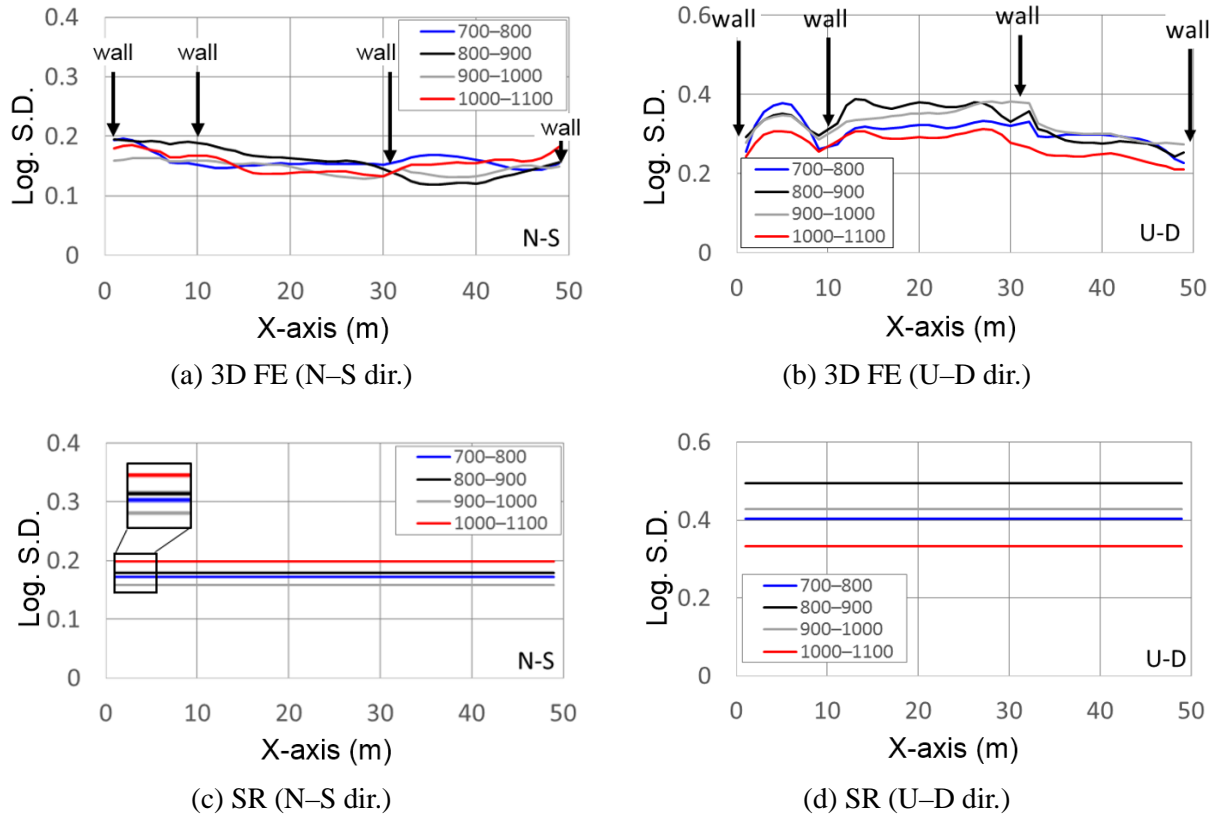 0.4
0.3
0.2
0.1
0
Log. S.D.
wall
wall
wall
wall
700–800
800–900
900–1000
1000–1100
N-S
0 10 20 30 40 50
X-axis (m)
(a) 3D FE (N–S dir.)
0.6
0.4
0.2
0
Log. S.D.
wall
wall
wall
wall
700–800
800–900
900–1000
1000–1100
U-D
0 10 20 30 40 50
X-axis (m)
(b) 3D FE (U–D dir.)
0.4
0.3
0.2
0.1
0
Log. S.D.
700–800
800–900
900–1000
1000–1100
N-S
0 10 20 30 40 50
X-axis (m)
(c) SR (N–S dir.)
0.6
0.4
0.2
0
Log. S.D.
700–800
800–900
900–1000
1000–1100
U-D
0 10 20 30 40 50
X-axis (m)
(d) SR (U–D dir.)